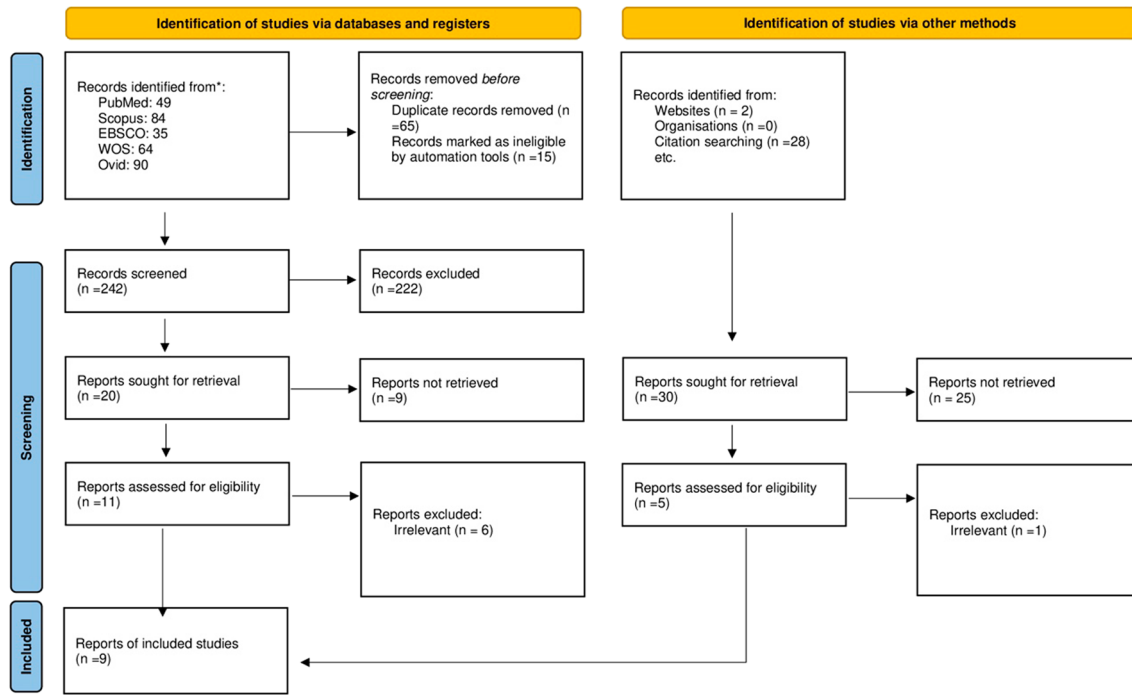 Identification of studies via databases and registers
Identification of studies via other methods
Identification
Records identified from*:
PubMed: 49
Scopus: 84
EBSCO: 35
WOS: 64
Ovid: 90
Records removed before
screening:
Duplicate records removed (n
=65)
Records marked as ineligible
by automation tools (n =15)
Records identified from:
Websites (n = 2)
Organisations (n =0)
Citation searching (n =28)
etc.
Screening
Records screened
(n =242)
Records excluded
(n =222)
Reports sought for retrieval
(n =20)
Reports not retrieved
(n =9)
Reports sought for retrieval
(n =30)
Reports not retrieved
(n = 25)
Reports assessed for eligibility
(n =11)
Reports excluded:
Irrelevant (n = 6)
Reports assessed for eligibility
(n =5)
Reports excluded:
Irrelevant (n =1)
Included
Reports of included studies
(n =9)